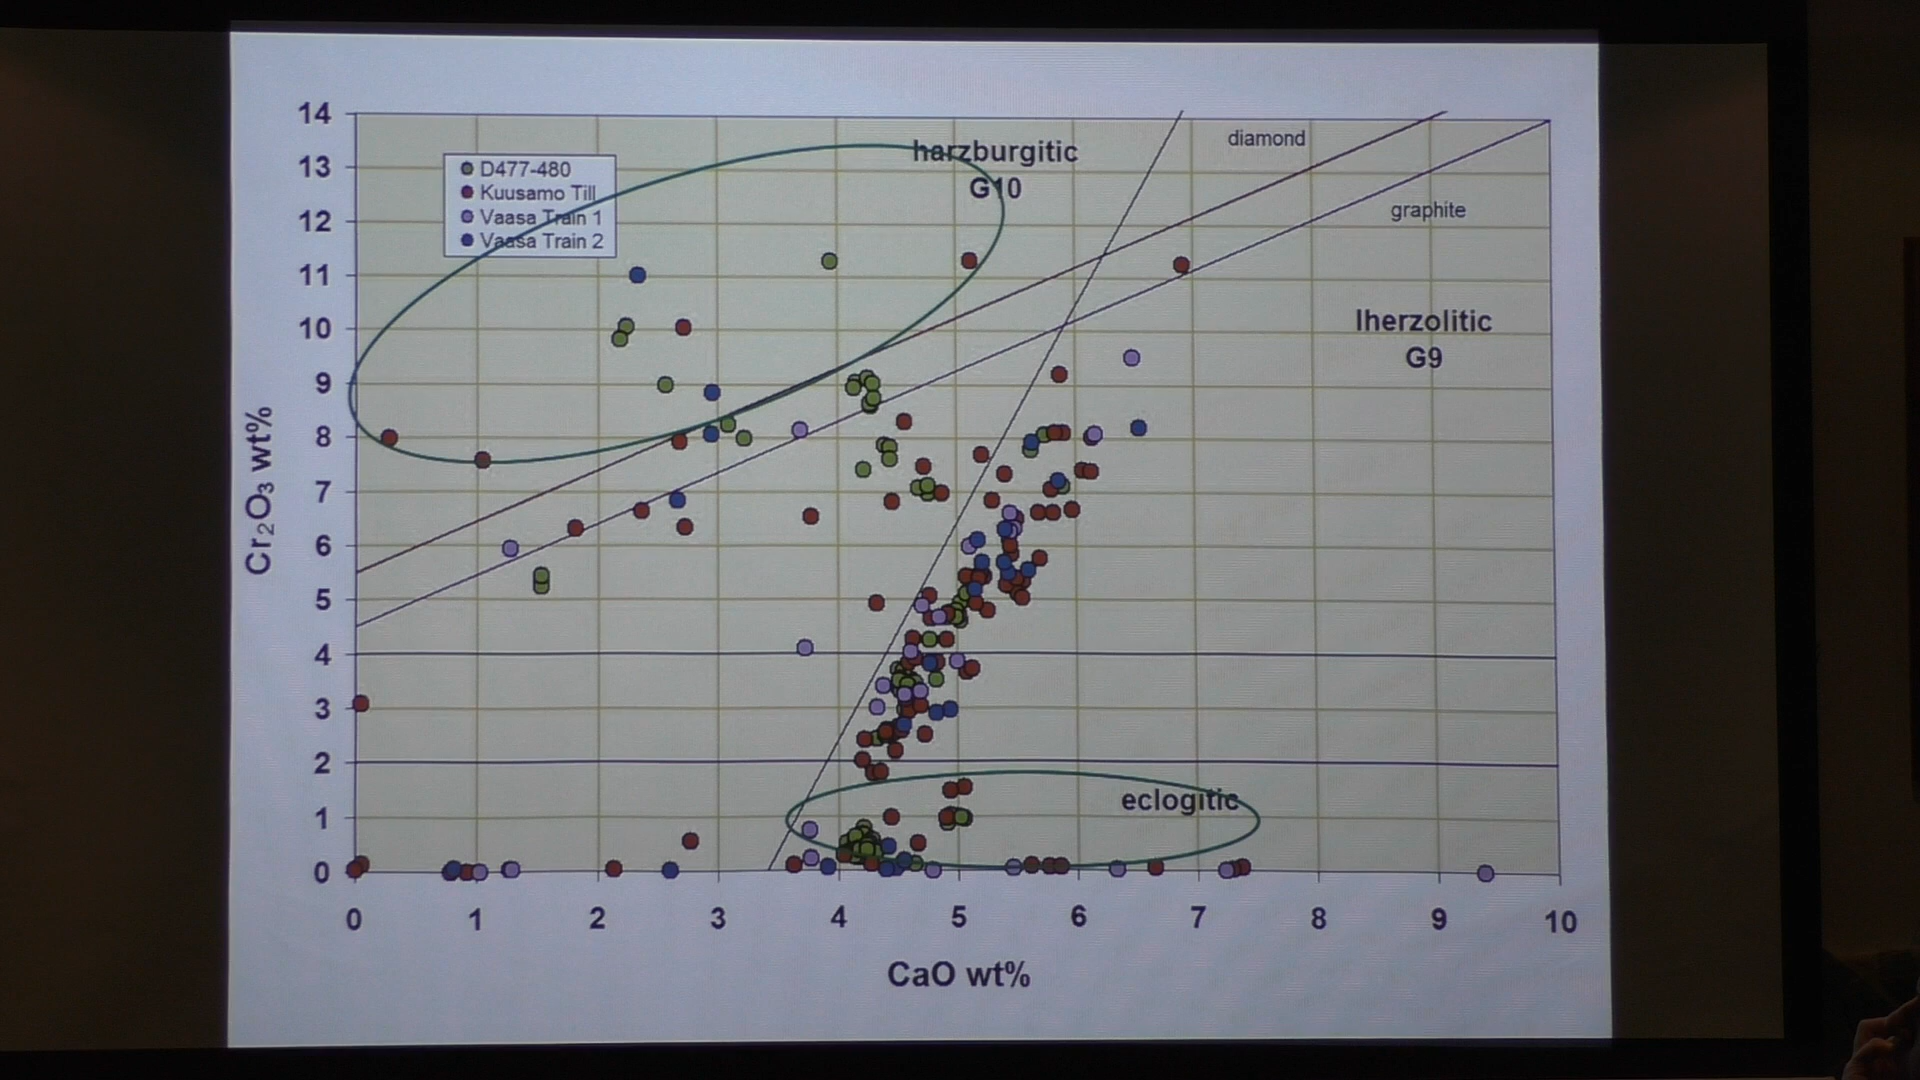 14
13
12
11
10
9
8
7
6
5
4
3
2
1
0
Cr₂O₃ wt%
D477-480
Kuusamo Till
Vaasa Train 1
Vaasa Train 2
harzburgitic
G10
diamond
graphite
lherzolitic
G9
eclogitic
0 1 2 3 4 5 6 7 8 9 10
CaO wt%